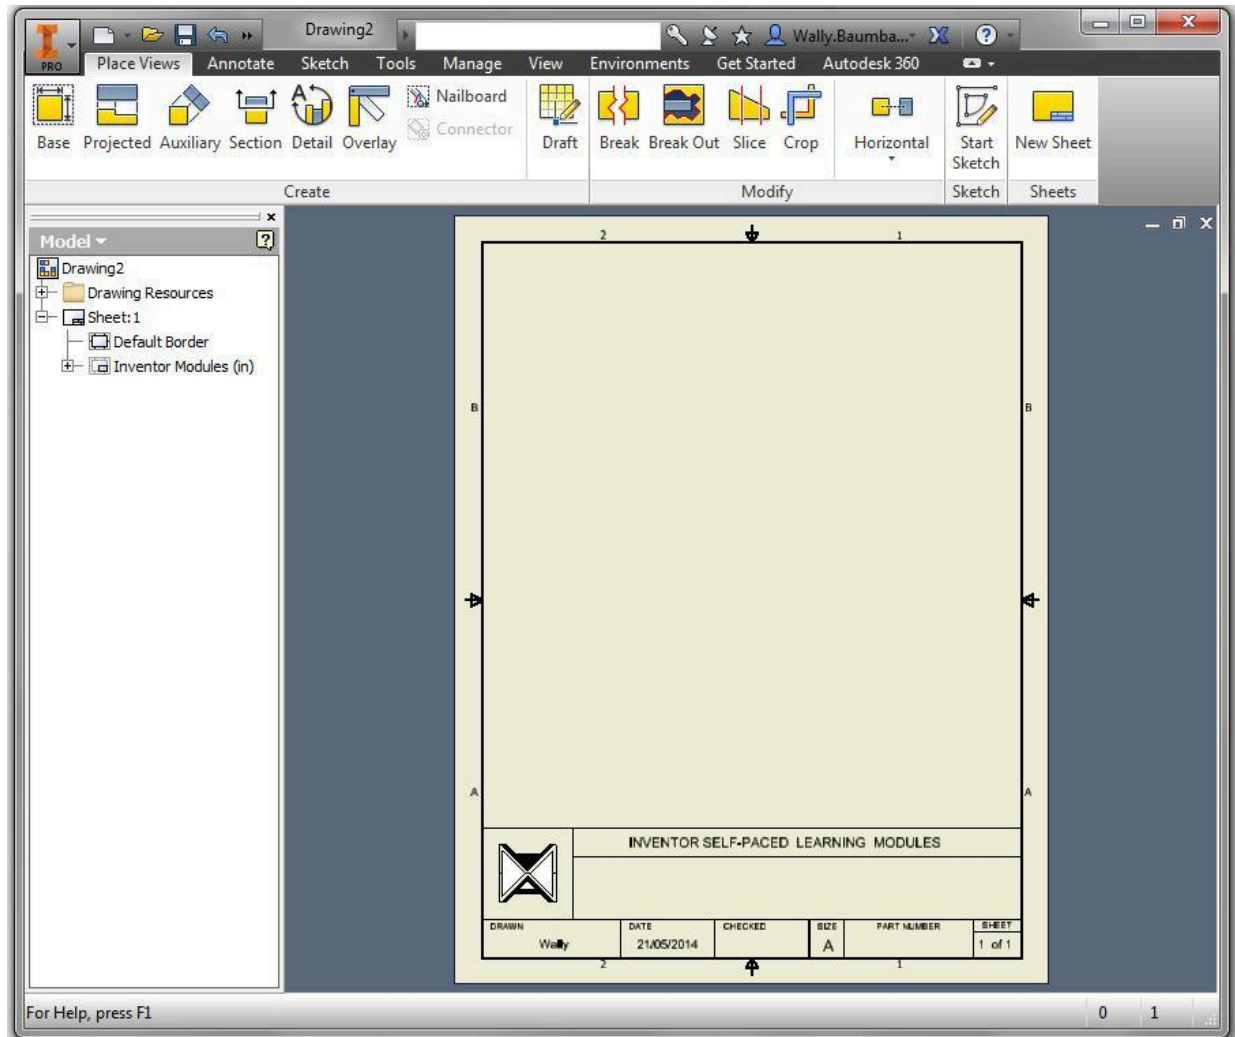 Drawing2
Wally.Baumba...
PRO
Place Views Annotate Sketch Tools Manage View Environments Get Started Autodesk 360
Nailboard
Connector
Base Projected Auxiliary Section Detail Overlay Draft Break Break Out Slice Crop Horizontal Start Sketch New Sheet
Create Modify Sketch Sheets
Model
Drawing2
Drawing Resources
Sheet:1
Default Border
Inventor Modules (in)
2 1
B B
A A
INVENTOR SELF-PACED LEARNING MODULES
DRAWN DATE CHECKED SIZE PART NUMBER SHEET
Wally 21/05/2014 A 1 of 1
2 1
For Help, press F1 0 1